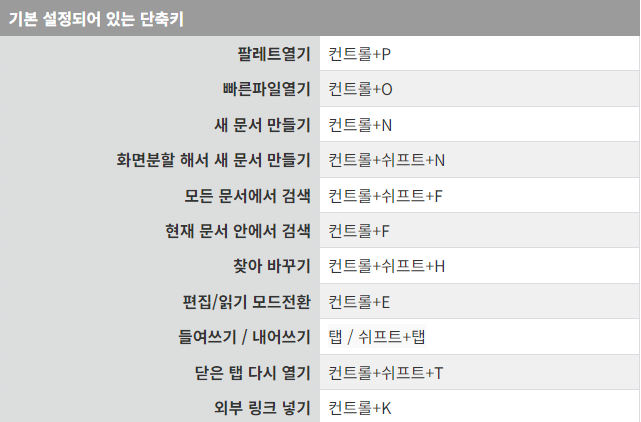 기본 설정되어 있는 단축키
팔레트열기 컨트롤+P
빠른파일열기 컨트롤+O
새 문서 만들기 컨트롤+N
화면분할 해서 새 문서 만들기 컨트롤+쉬프트+N
모든 문서에서 검색 컨트롤+쉬프트+F
현재 문서 안에서 검색 컨트롤+F
찾아 바꾸기 컨트롤+쉬프트+H
편집/읽기 모드전환 컨트롤+E
들여쓰기 / 내어쓰기 탭 / 쉬프트+탭
닫은 탭 다시 열기 컨트롤+쉬프트+T
외부 링크 넣기 컨트롤+K